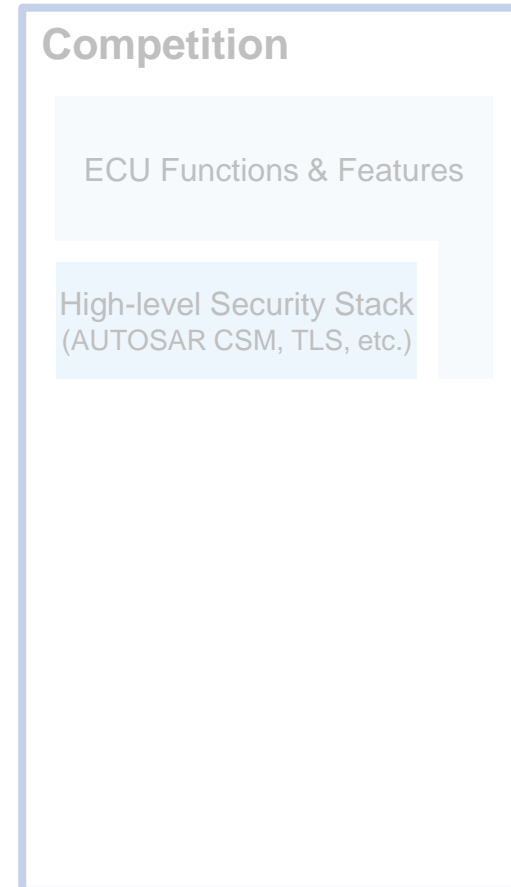 Competition
ECU Functions & Features
High-level Security Stack
(AUTOSAR CSM, TLS, etc.)